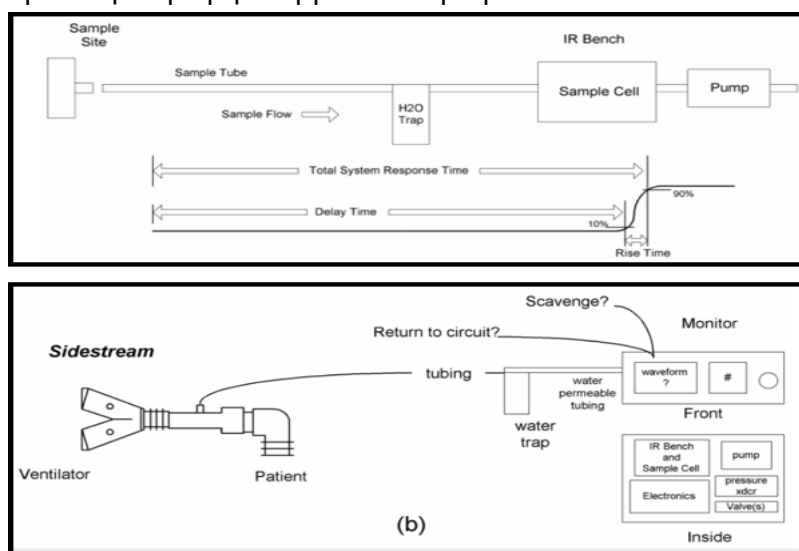 Sample
Site
IR Bench
Sample Tube
Sample Cell
Pump
Sample Flow
H2O
Trap
Total System Response Time
Delay Time
90%
10%
Rise Time
Scavenge?
Monitor
Return to circuit?
Sidestream
tubing
waveform
?
#
water
permeable
tubing
Front
water
trap
Ventilator
Patient
IR Bench
and
Sample Cell
pump
Electronics
pressure
xdcr
Valve(s)
(b)
Inside